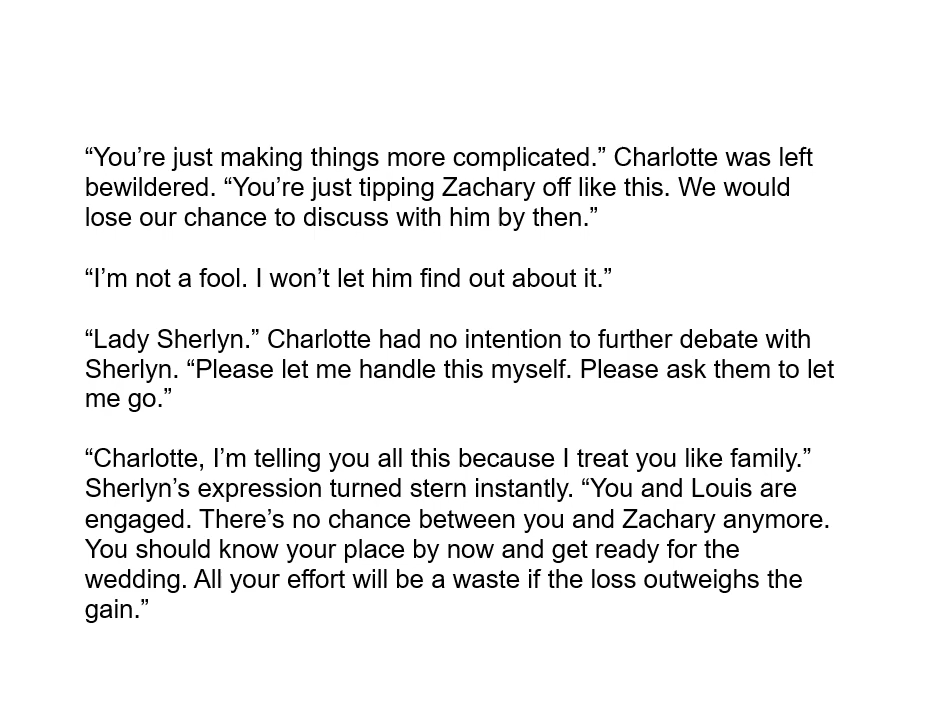 “You’re just making things more complicated.” Charlotte was left
bewildered. “You’re just tipping Zachary off like this. We would
lose our chance to discuss with him by then.”
“I’m not a fool. I won’t let him find out about it.”
“Lady Sherlyn.” Charlotte had no intention to further debate with
Sherlyn. “Please let me handle this myself. Please ask them to let
me go.”
“Charlotte, I’m telling you all this because I treat you like family.”
Sherlyn’s expression turned stern instantly. “You and Louis are
engaged. There’s no chance between you and Zachary anymore.
You should know your place by now and get ready for the
wedding. All your effort will be a waste if the loss outweighs the
gain.”